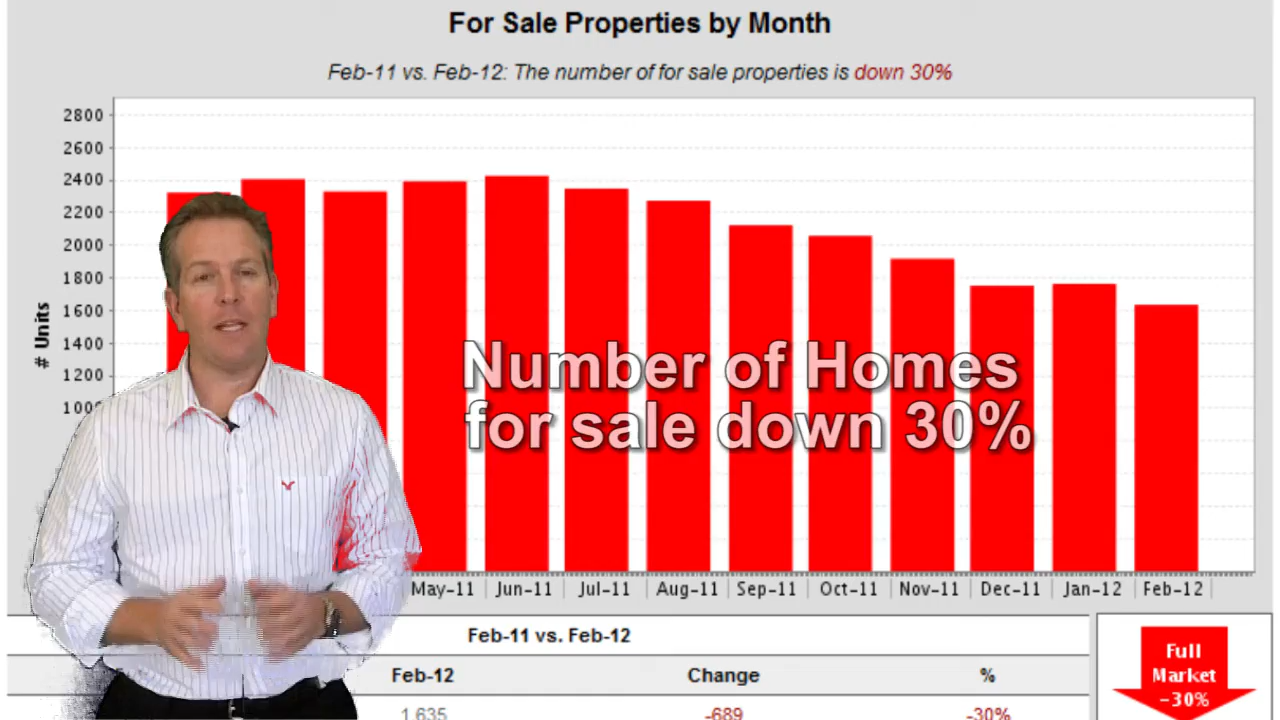 For Sale Properties by Month
Feb-11 vs. Feb-12: The number of for sale properties is down 30%
2800
2600
2400
2200
2000
1800
1600
1400
1200
1000
# Units
Number of Homes
for sale down 30%
May-11 Jun-11 Jul-11 Aug-11 Sep-11 Oct-11 Nov-11 Dec-11 Jan-12 Feb-12
Feb-11 vs. Feb-12
Feb-12 Change %
1,635 -689 -30%
Full
Market
-30%